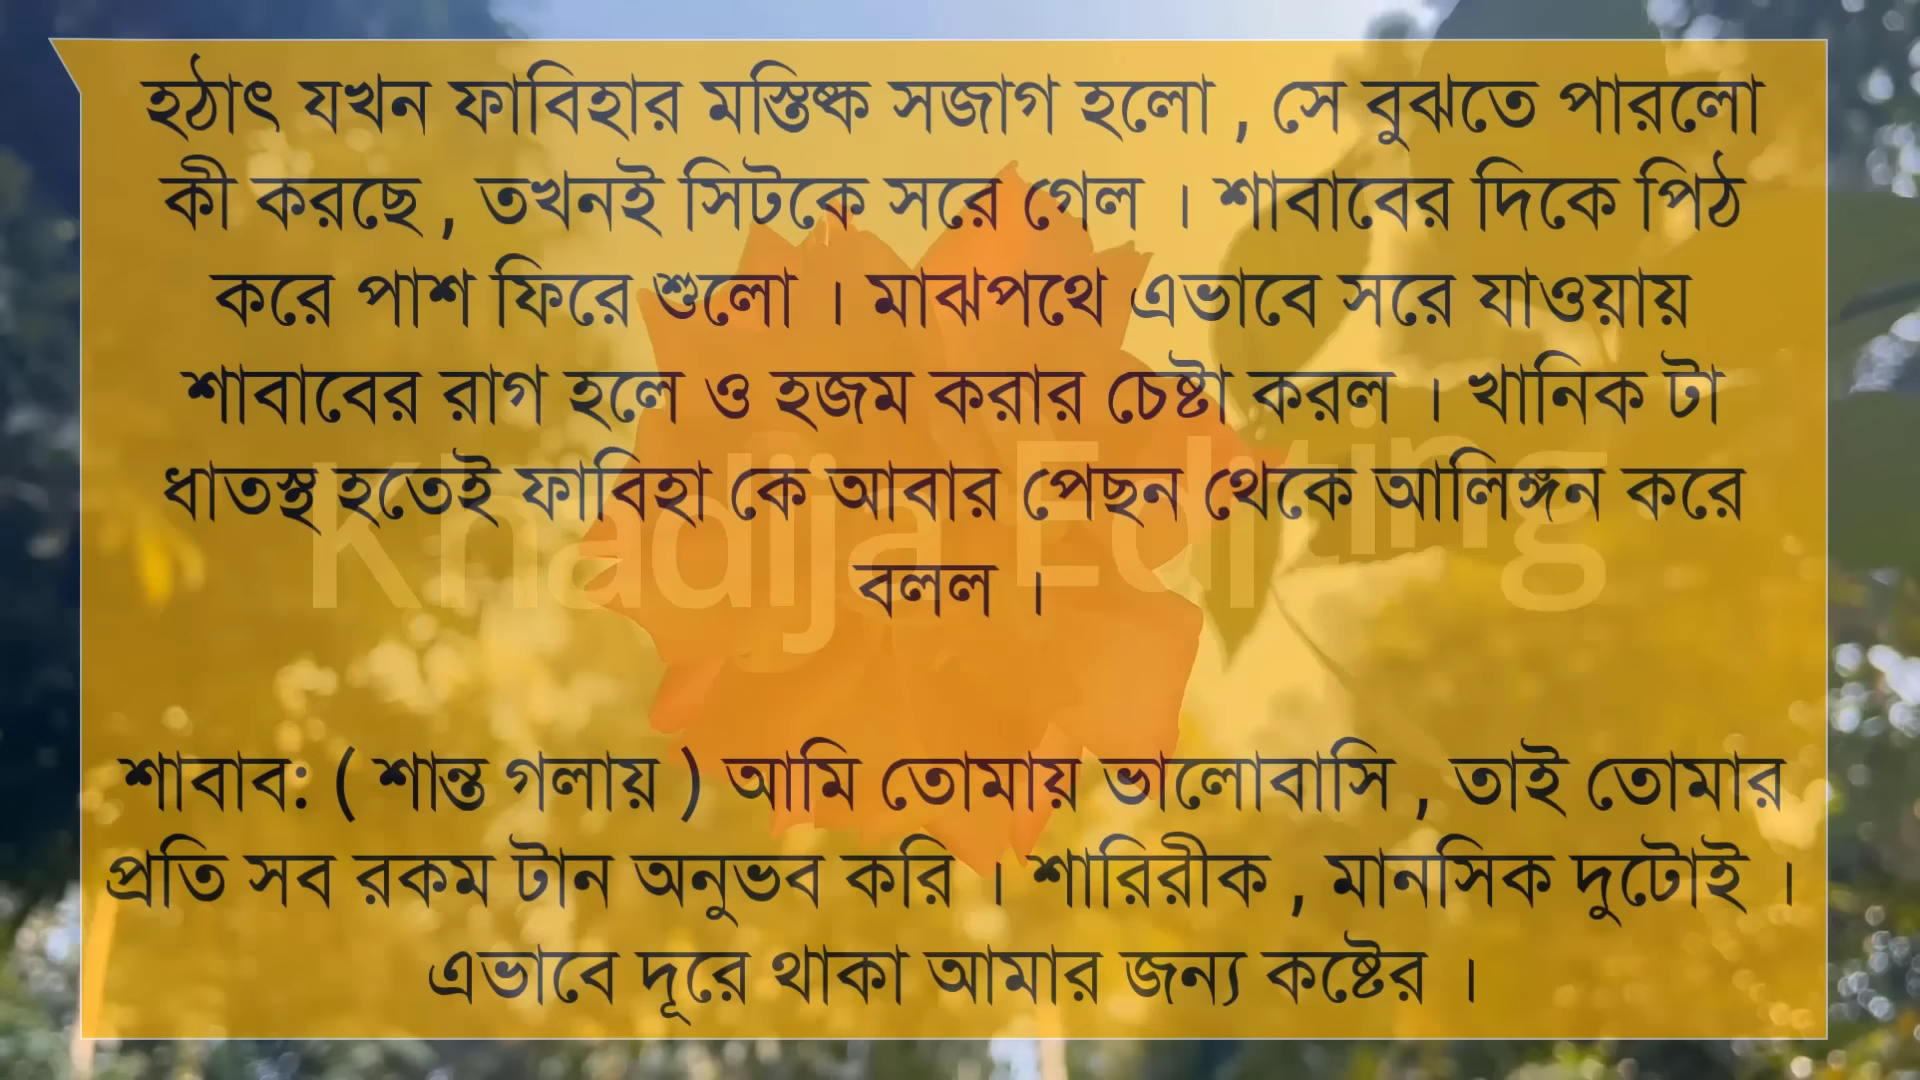 হঠাৎ যখন ফাবিহার মস্তিষ্ক সজাগ হলো , সে বুঝতে পারলো
কী করছে , তখনই সিটকে সরে গেল । শাবাবের দিকে পিঠ
করে পাশ ফিরে শুলো । মাঝপথে এভাবে সরে যাওয়ায়
শাবাবের রাগ হলে ও হজম করার চেষ্টা করল । খানিক টা
ধাতস্থ হতেই ফাবিহা কে আবার পেছন থেকে আলিঙ্গন করে
বলল ।
Khadija Editing
শাবাব: ( শান্ত গলায় ) আমি তোমায় ভালোবাসি , তাই তোমার
প্রতি সব রকম টান অনুভব করি । শারিরীক , মানসিক দুটোই ।
এভাবে দূরে থাকা আমার জন্য কষ্টের ।